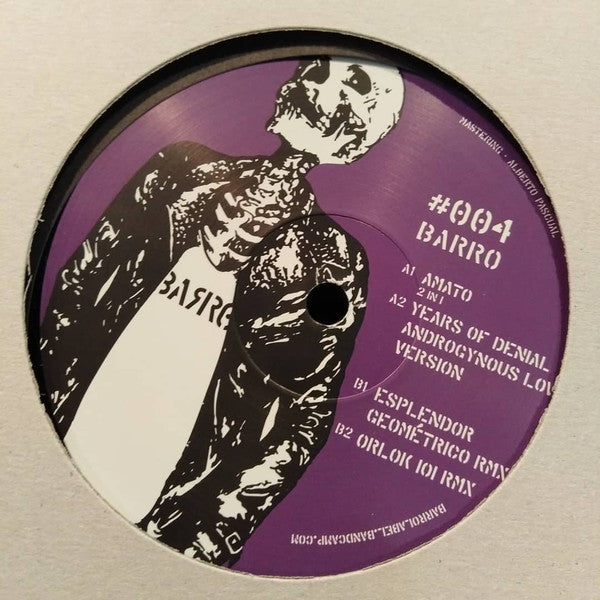 MASTERING - ALBERTO PASCUAL
#004
BARRO
A1 AMATO
2 IN 1
A2 YEARS OF DENIAL
ANDROGYNOUS LOV
VERSION
B1 ESPLENDOR
GEOMÉTRICO RMX
B2 ORLOK 101 RMX
BARROLABEL.BANDCAMP.COM
BARRO